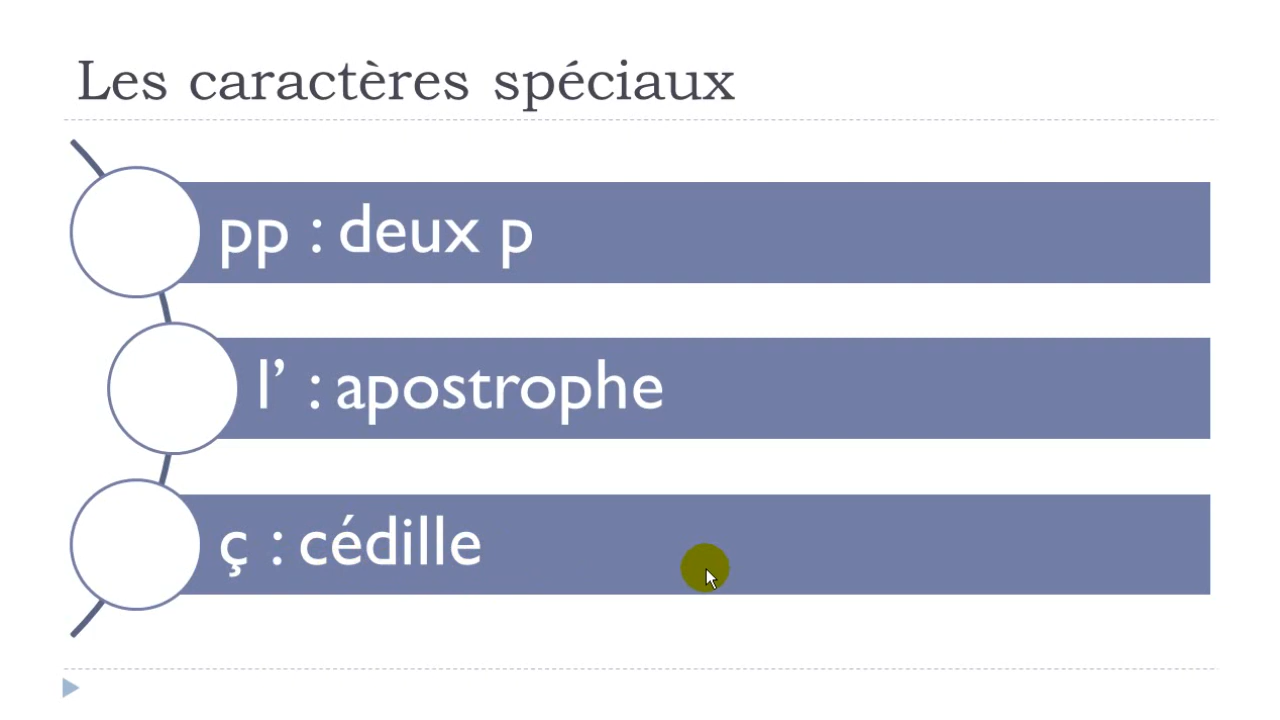 Les caractères spéciaux
pp : deux p
l’ : apostrophe
ç : cédille